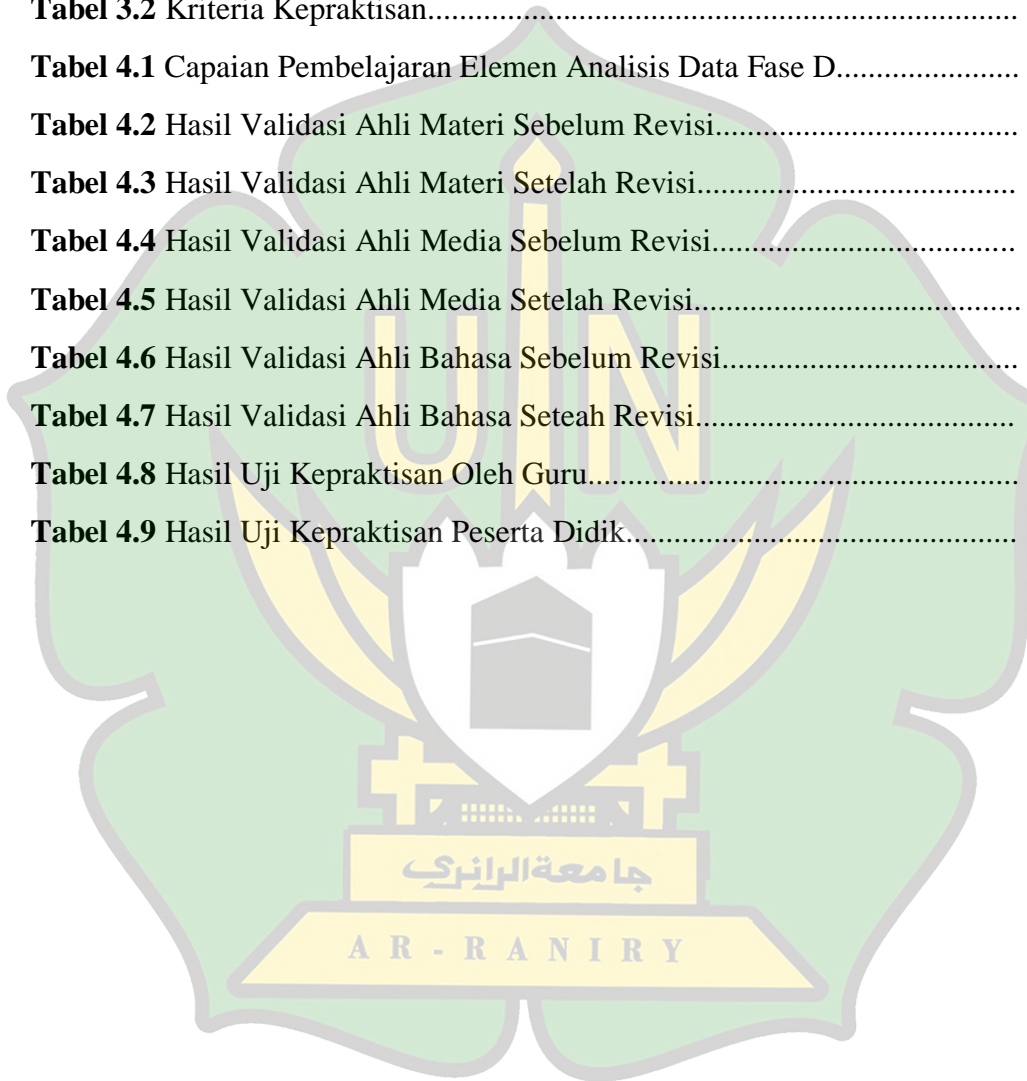 Tabel 3.2 Kriteria Kepraktisan..............................................................................
Tabel 4.1 Capaian Pembelajaran Elemen Analisis Data Fase D........................
Tabel 4.2 Hasil Validasi Ahli Materi Sebelum Revisi........................................
Tabel 4.3 Hasil Validasi Ahli Materi Setelah Revisi..........................................
Tabel 4.4 Hasil Validasi Ahli Media Sebelum Revisi........................................
Tabel 4.5 Hasil Validasi Ahli Media Setelah Revisi...........................................
Tabel 4.6 Hasil Validasi Ahli Bahasa Sebelum Revisi.......................................
Tabel 4.7 Hasil Validasi Ahli Bahasa Seteah Revisi..........................................
Tabel 4.8 Hasil Uji Kepraktisan Oleh Guru.........................................................
Tabel 4.9 Hasil Uji Kepraktisan Peserta Didik....................................................
UIN
جامعةالرانري
AR-RANIRY